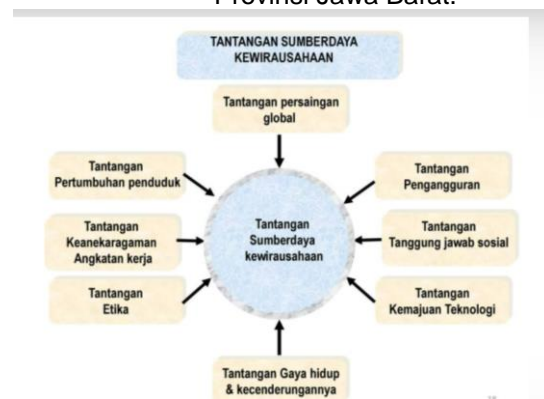 Provinsi Jawa Barat.
TANTANGAN SUMBERDAYA
KEWIRAUSAHAAN
Tantangan persaingan
global
Tantangan
Pertumbuhan penduduk
Tantangan
Pengangguran
Tantangan
Keanekaragaman
Angkatan kerja
Tantangan
Sumberdaya
kewirausahaan
Tantangan
Tanggung jawab sosial
Tantangan
Etika
Tantangan
Kemajuan Teknologi
Tantangan Gaya hidup
& kecenderungannya